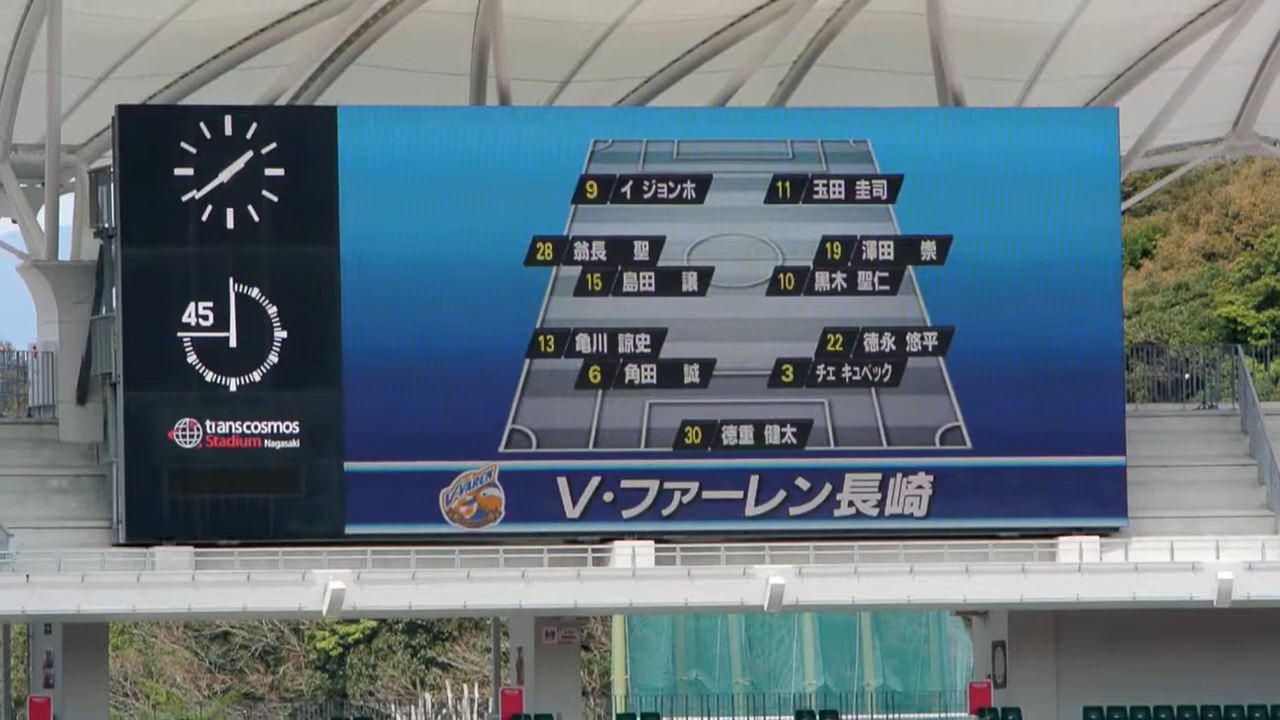 9 イ ジョンホ
11 玉田 圭司
28 翁長 聖
19 澤田 崇
15 島田 譲
10 黒木 聖仁
13 亀川 諒史
22 徳永 悠平
6 角田 誠
3 チェ キュベック
30 徳重 健太
45
transcosmos
Stadium Nagasaki
V-VAREN
V・ファーレン長崎